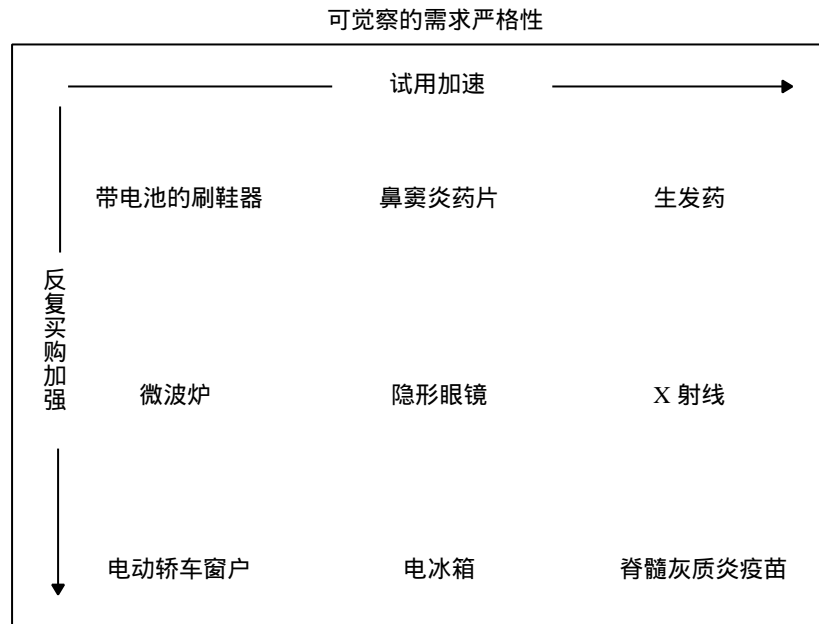 可觉察的需求严格性
试用加速
带电池的刷鞋器 鼻窦炎药片 生发药
反复买购加强
微波炉 隐形眼镜 X 射线
电动轿车窗户 电冰箱 脊髓灰质炎疫苗